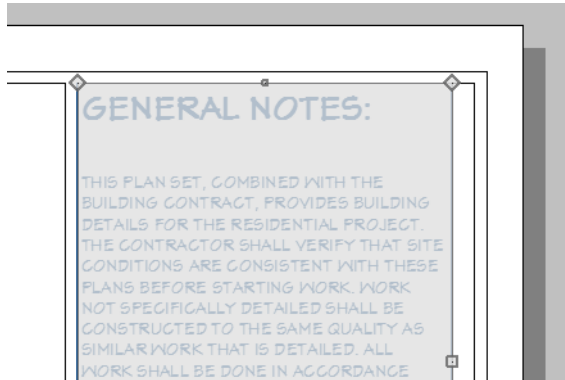 GENERAL NOTES:
THIS PLAN SET, COMBINED WITH THE
BUILDING CONTRACT, PROVIDES BUILDING
DETAILS FOR THE RESIDENTIAL PROJECT.
THE CONTRACTOR SHALL VERIFY THAT SITE
CONDITIONS ARE CONSISTENT WITH THESE
PLANS BEFORE STARTING WORK. WORK
NOT SPECIFICALLY DETAILED SHALL BE
CONSTRUCTED TO THE SAME QUALITY AS
SIMILAR WORK THAT IS DETAILED. ALL
WORK SHALL BE DONE IN ACCORDANCE